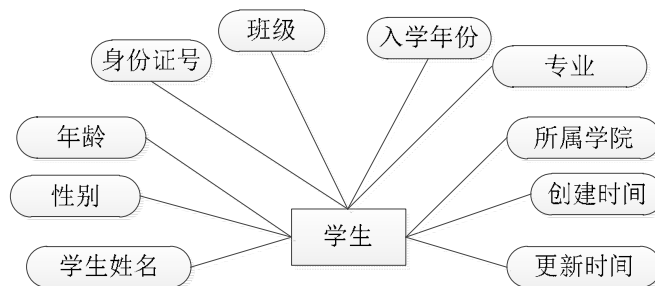 班级
入学年份
身份证号
专业
年龄
所属学院
性别
创建时间
学生
学生姓名
更新时间